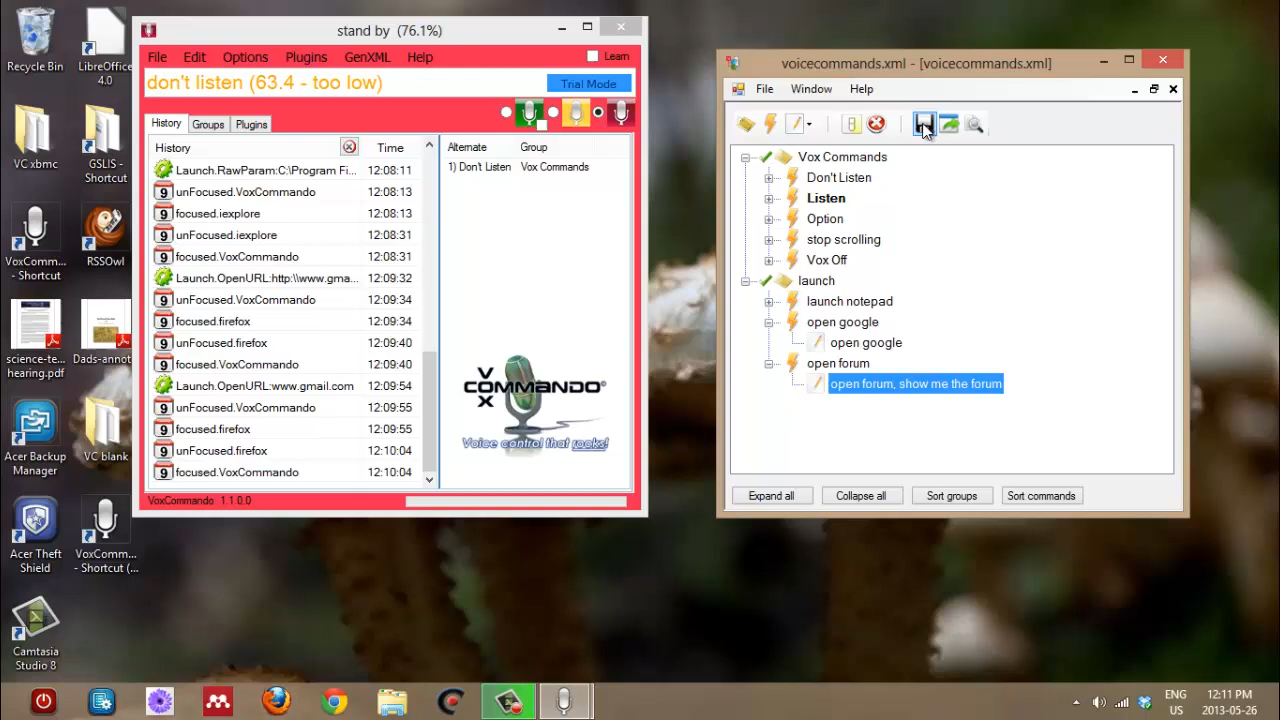 Recycle Bin
LibreOffice
4.0
VC xbmc
GSLIS -
Shortcut
VoxComm...
- Shortcut
RSSOwl
science-te...
hearing.pdf
Dads-annot...
Acer Backup
Manager
VC blank
Acer Theft
Shield
VoxComm...
- Shortcut (...
Camtasia
Studio 8
stand by (76.1%)
File Edit Options Plugins GenXML Help Learn
don't listen (63.4 - too low) Trial Mode
History Groups Plugins
History Time
Launch.RawParam:C:\Program Fi... 12:08:11
unFocused.VoxCommando 12:08:13
focused.iexplore 12:08:13
unFocused.iexplore 12:08:31
focused.VoxCommando 12:08:31
Launch.OpenURL:http:\\www.gma... 12:09:32
unFocused.VoxCommando 12:09:34
focused.firefox 12:09:34
unFocused.firefox 12:09:40
focused.VoxCommando 12:09:40
Launch.OpenURL:www.gmail.com 12:09:54
unFocused.VoxCommando 12:09:55
focused.firefox 12:09:55
unFocused.firefox 12:10:04
focused.VoxCommando 12:10:04
Alternate Group
1) Don't Listen Vox Commands
VOX
COMMANDO®
Voice control that rocks!
VoxCommando 1.1.0.0
voicecommands.xml - [voicecommands.xml]
File Window Help
Vox Commands
Don't Listen
Listen
Option
stop scrolling
Vox Off
launch
launch notepad
open google
open google
open forum
open forum, show me the forum
Expand all Collapse all Sort groups Sort commands
ENG
US
12:11 PM
2013-05-26